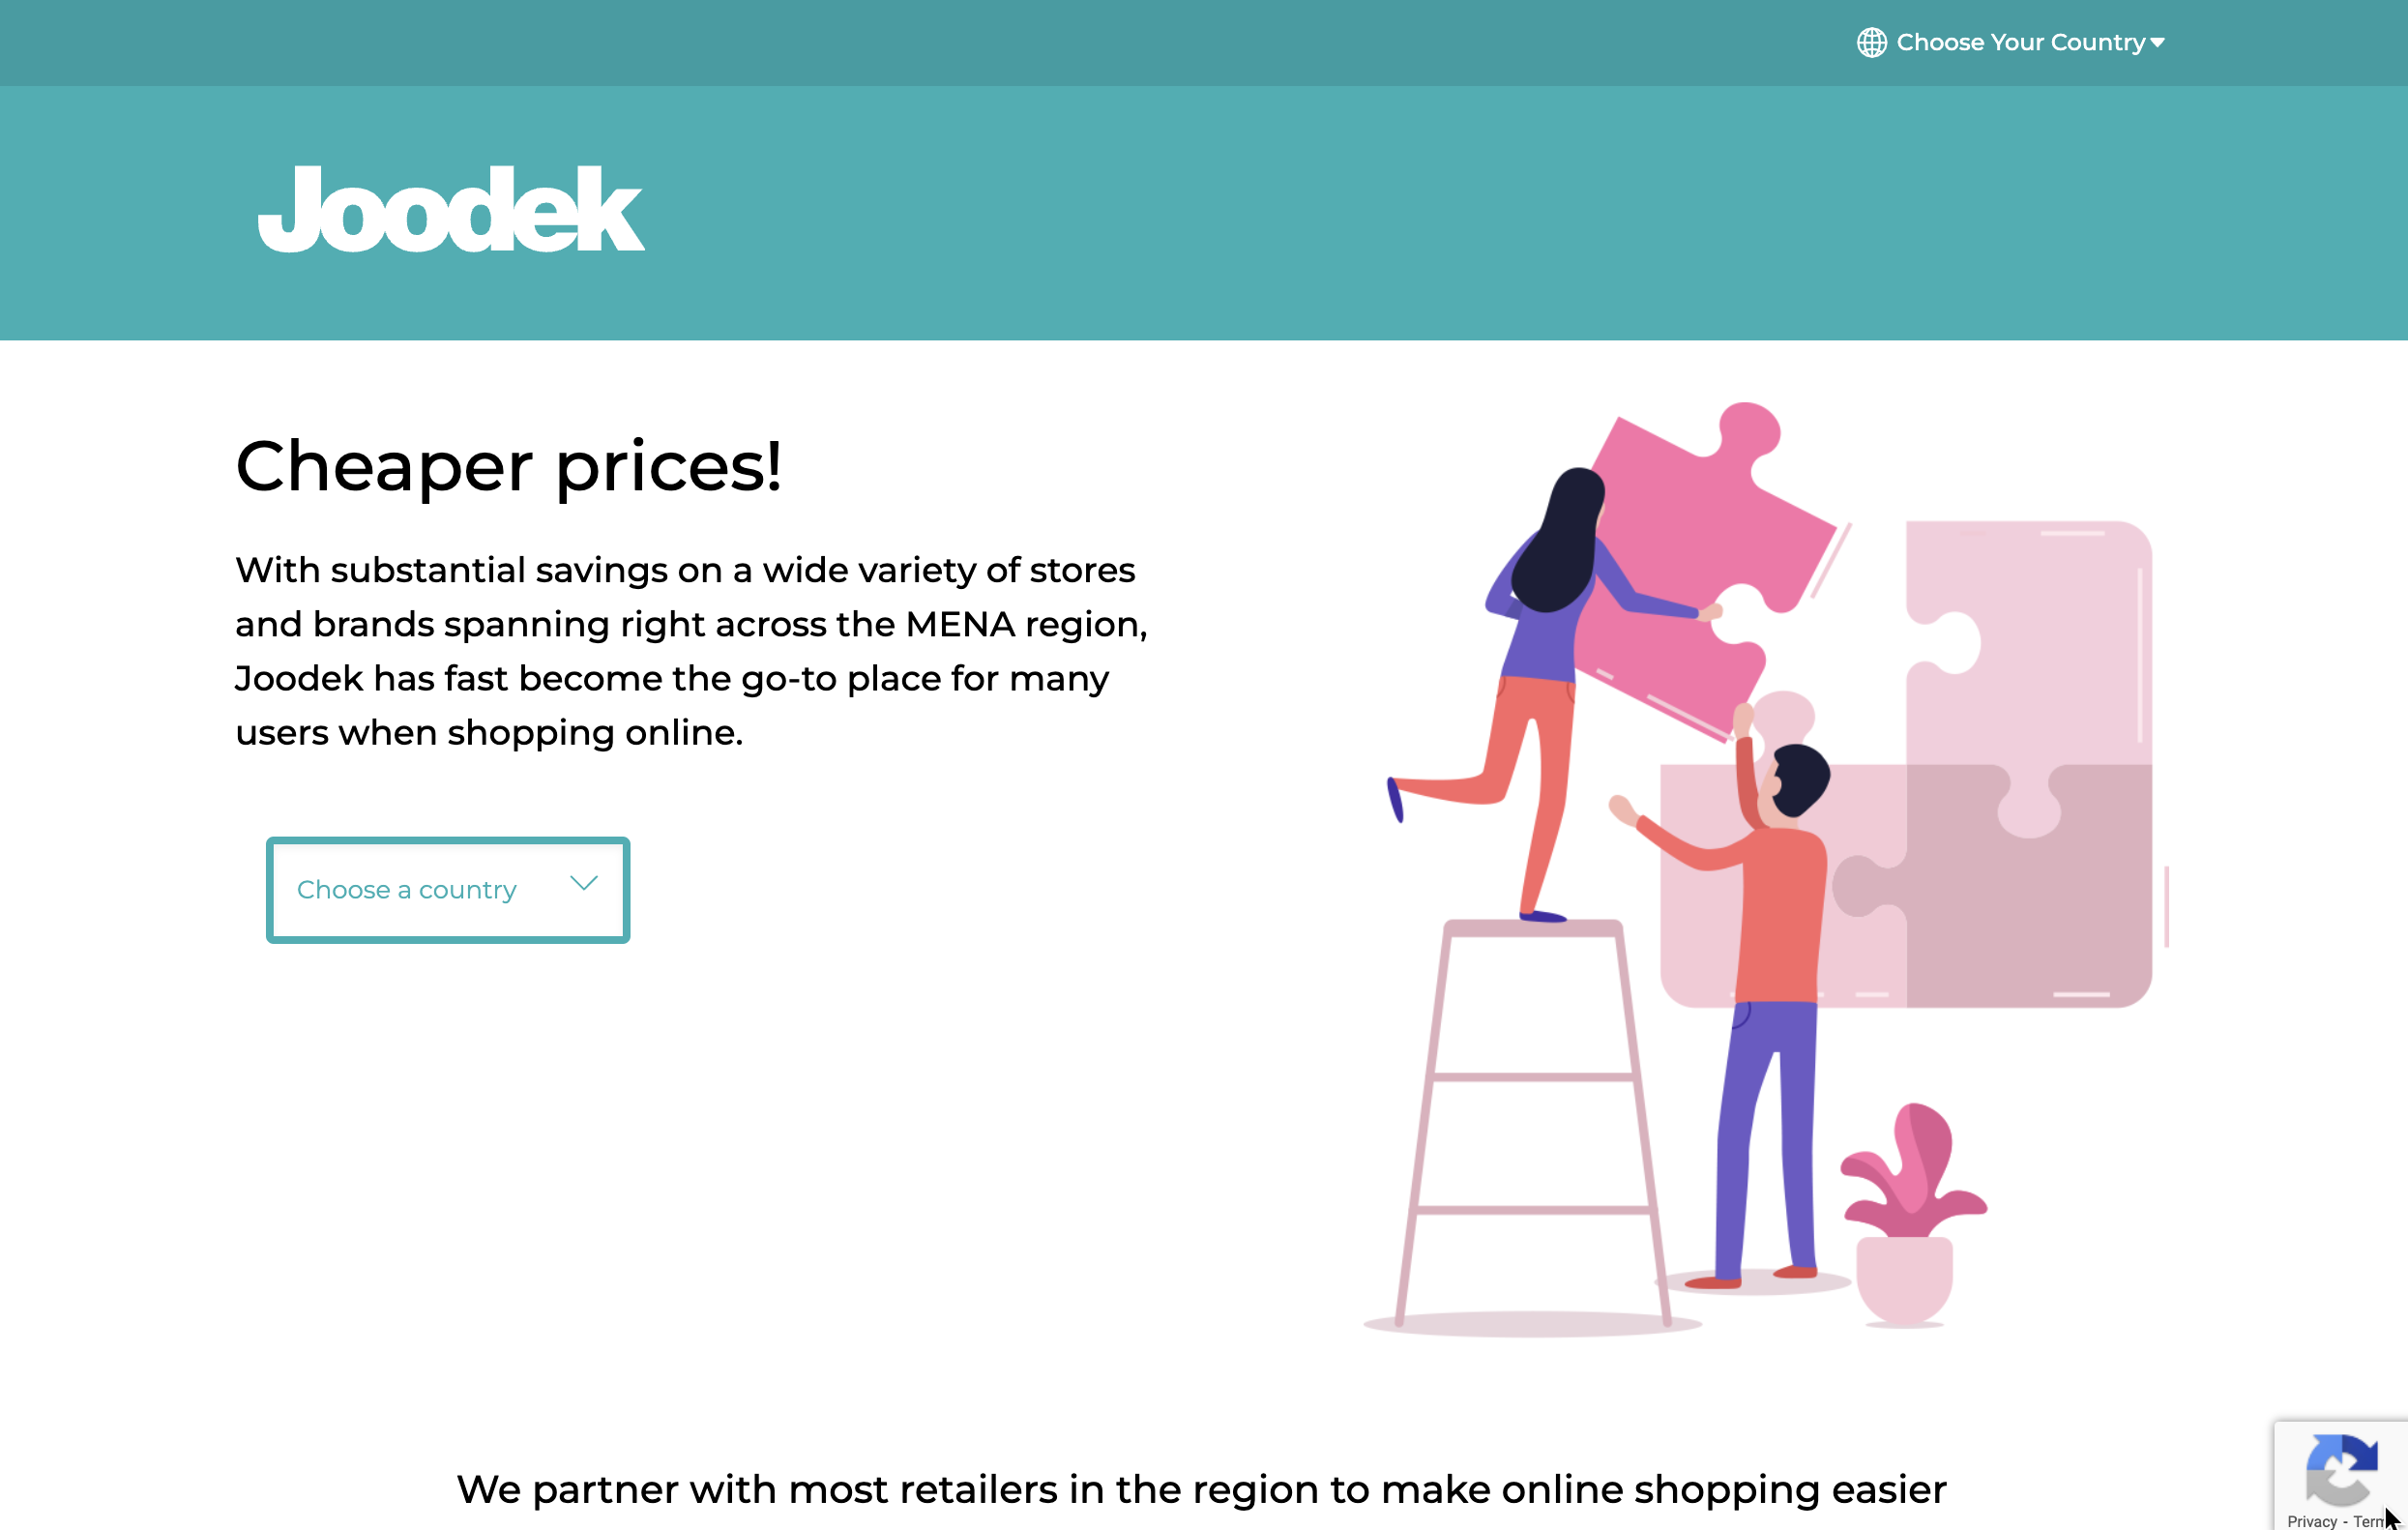 Choose Your Country
Joodek
Cheaper prices!
With substantial savings on a wide variety of stores
and brands spanning right across the MENA region,
Joodek has fast become the go-to place for many
users when shopping online.
Choose a country
We partner with most retailers in the region to make online shopping easier
Privacy -